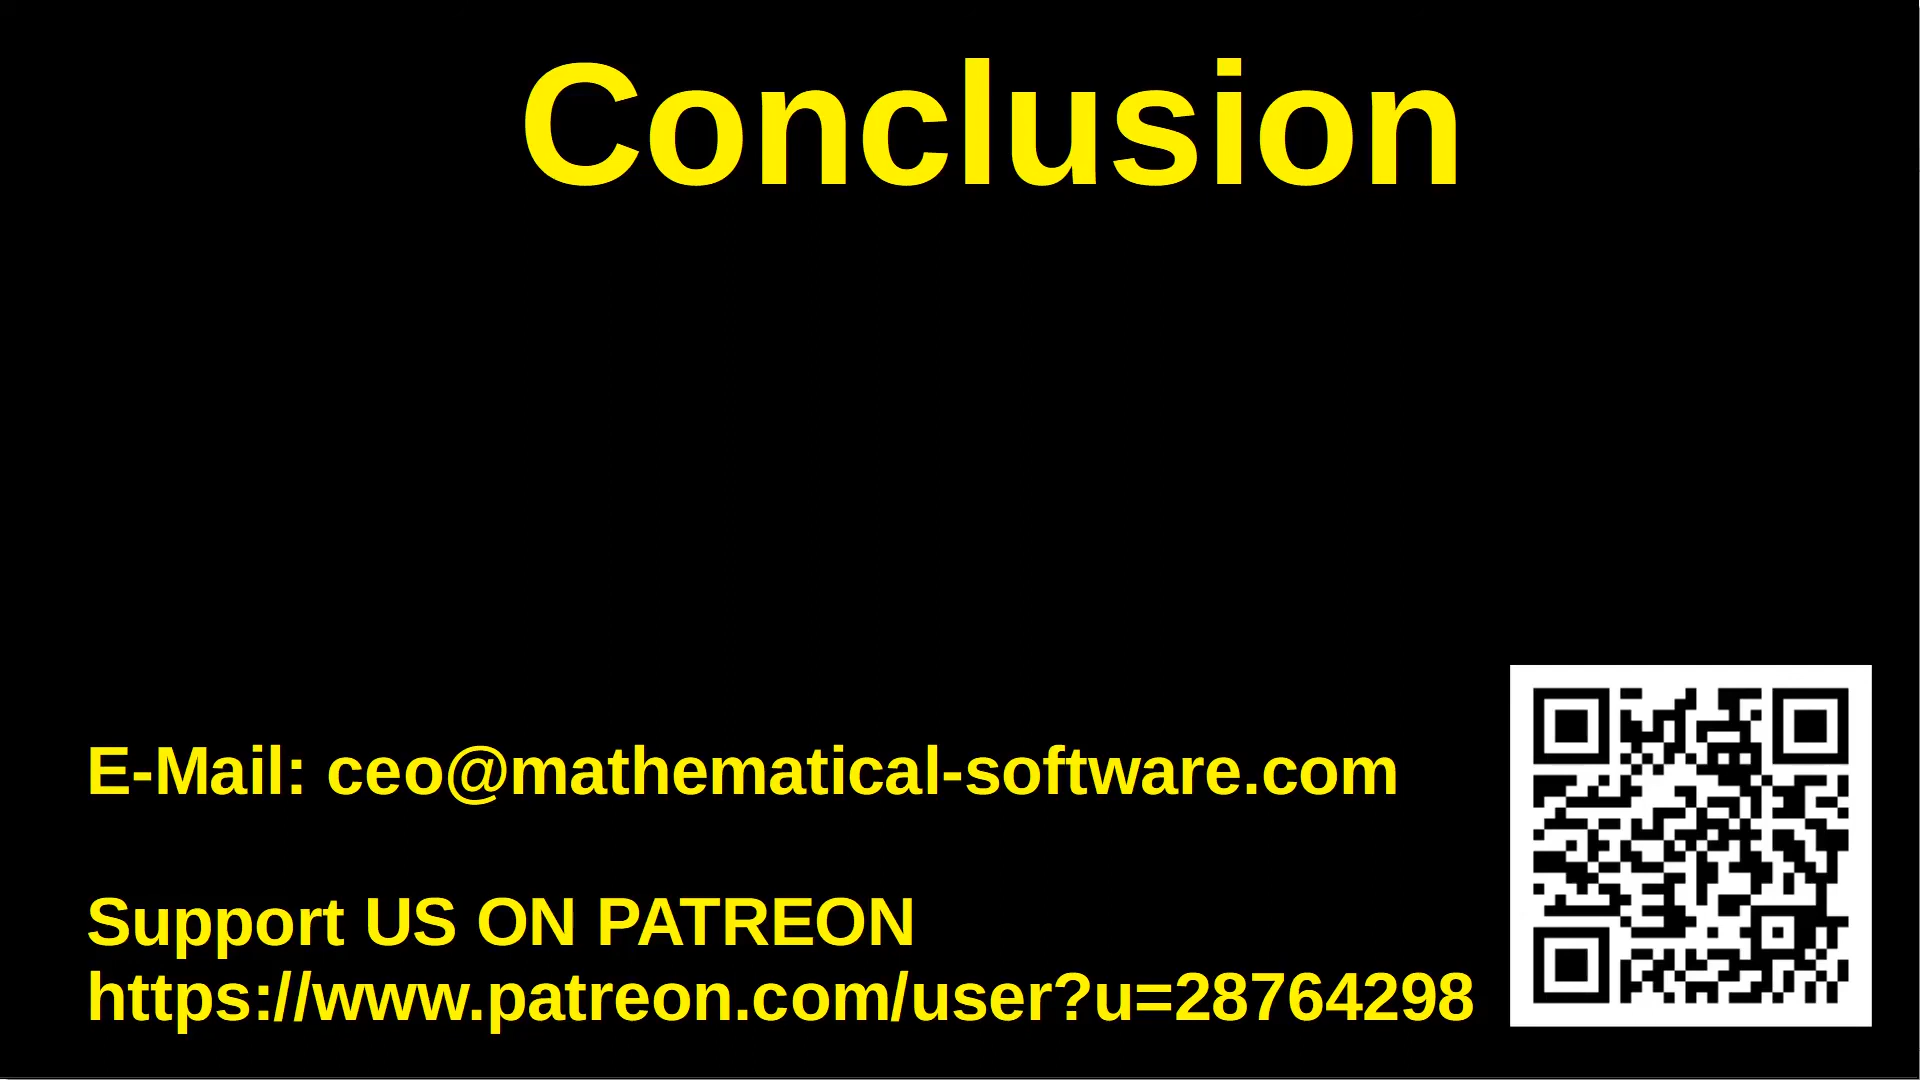 Conclusion
E-Mail: ceo@mathematical-software.com
Support US ON PATREON
https://www.patreon.com/user?u=28764298